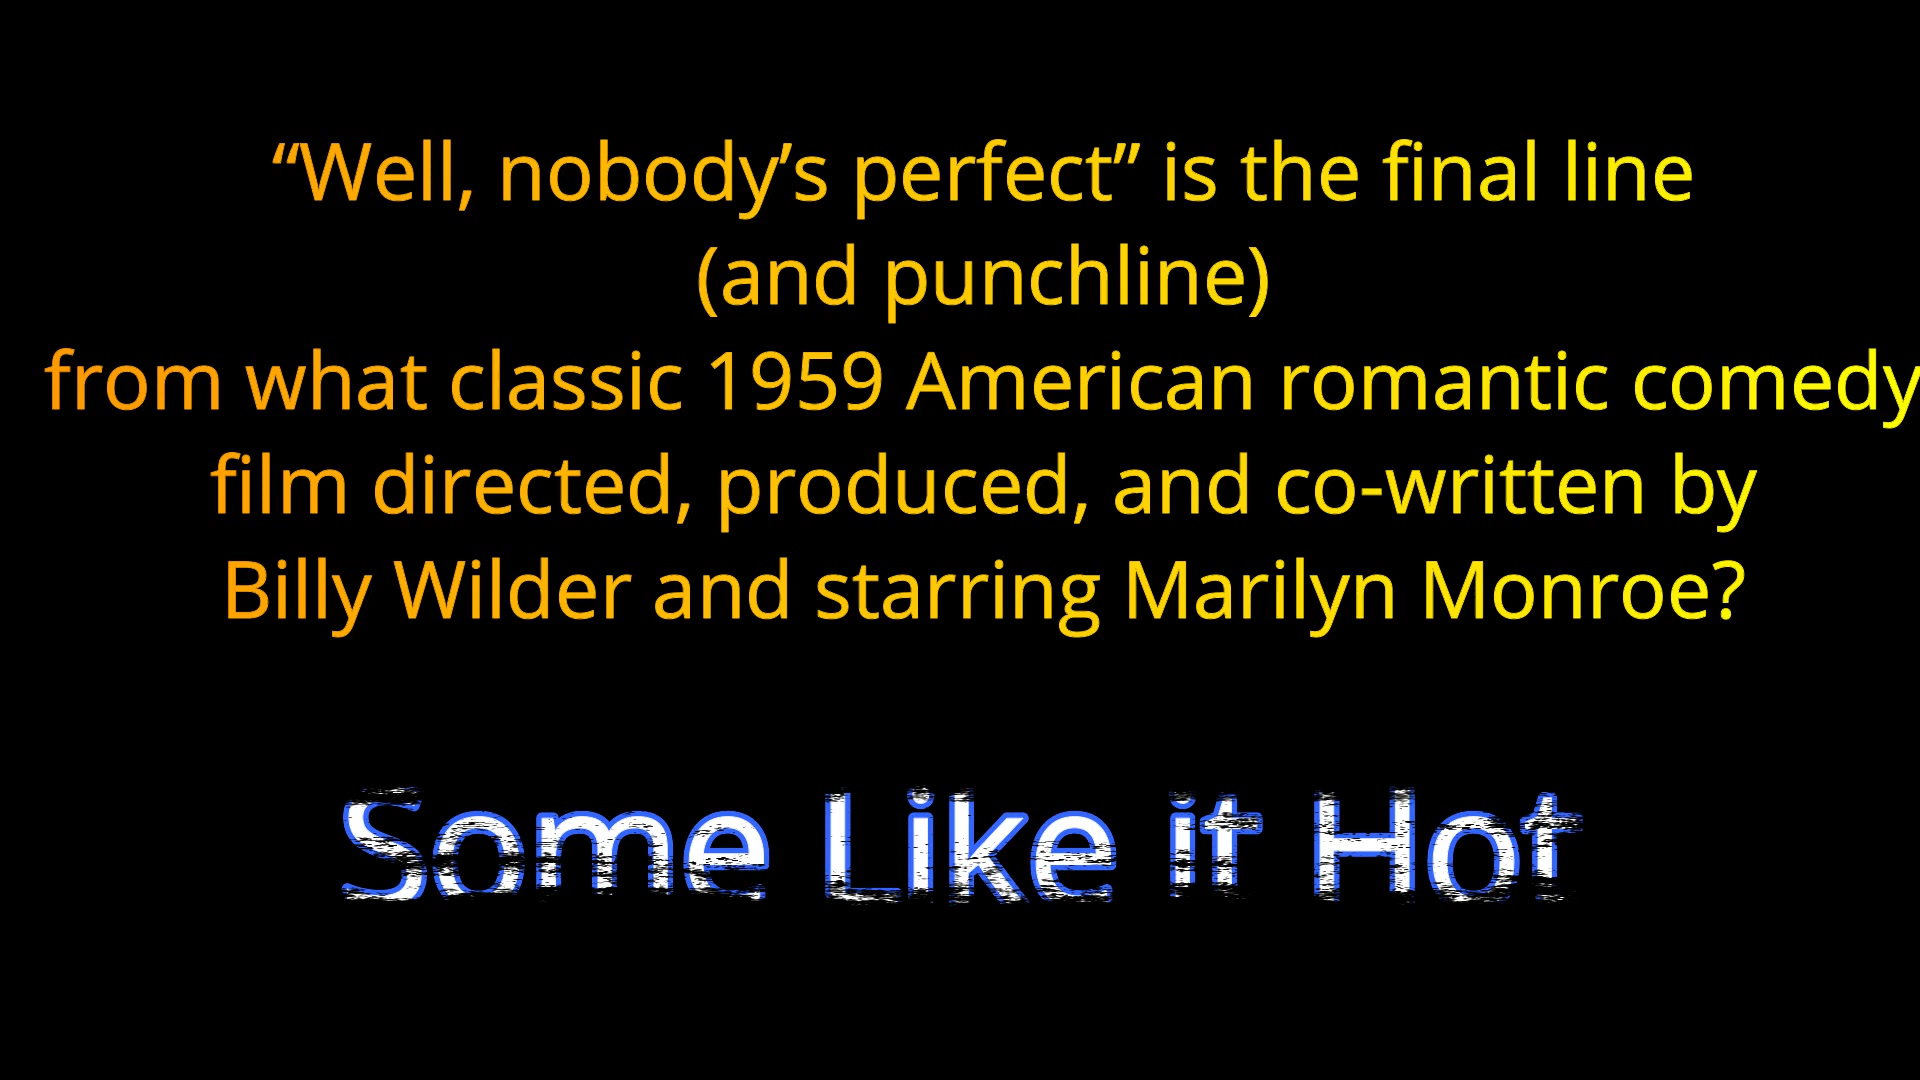 “Well, nobody’s perfect” is the final line
(and punchline)
from what classic 1959 American romantic comedy
film directed, produced, and co-written by
Billy Wilder and starring Marilyn Monroe?
Some Like it Hot